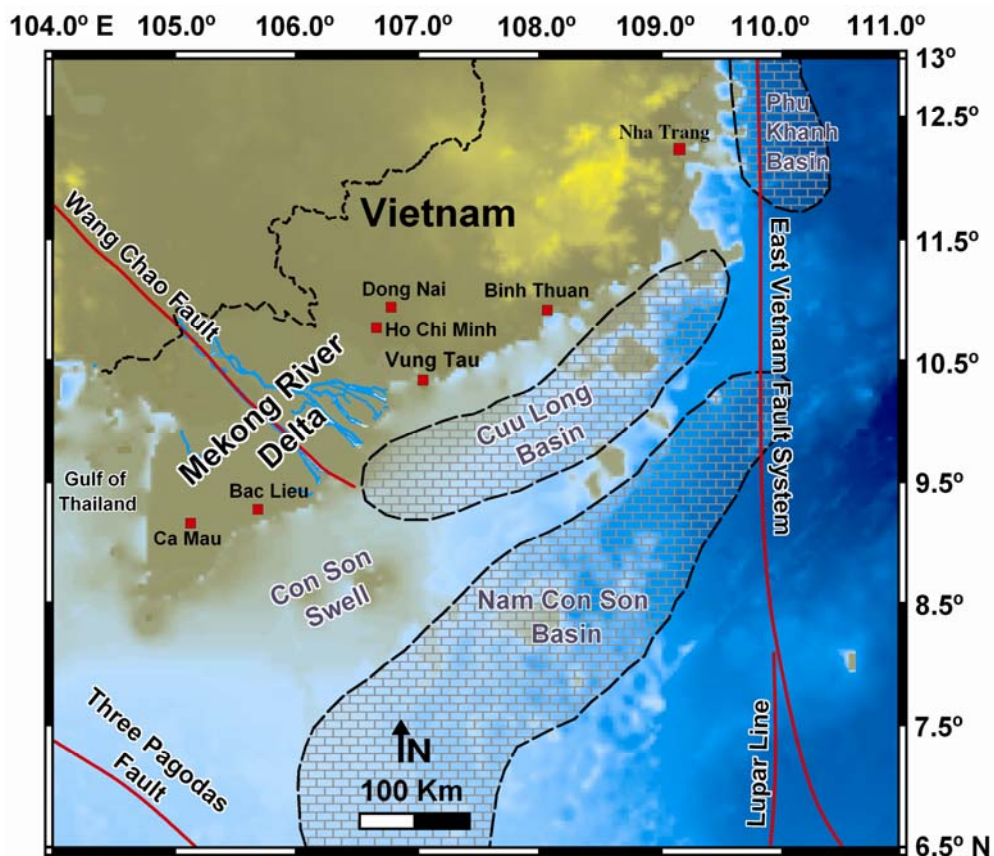 104.0º E 105.0º 106.0º 107.0º 108.0º 109.0º 110.0º 111.0º
13º
12.5º
11.5º
10.5º
9.5º
8.5º
7.5º
6.5º N
Phu
Khanh
Basin
Nha Trang
Vietnam
Wang Chao Fault
Dong Nai
Binh Thuan
Ho Chi Minh
Vung Tau
East Vietnam Fault System
Mekong River
Delta
Cuu Long
Basin
Gulf of
Thailand
Bac Lieu
Ca Mau
Con Son
Swell
Nam Con Son
Basin
Three Pagodas
Fault
N
100 Km
Lupar Line